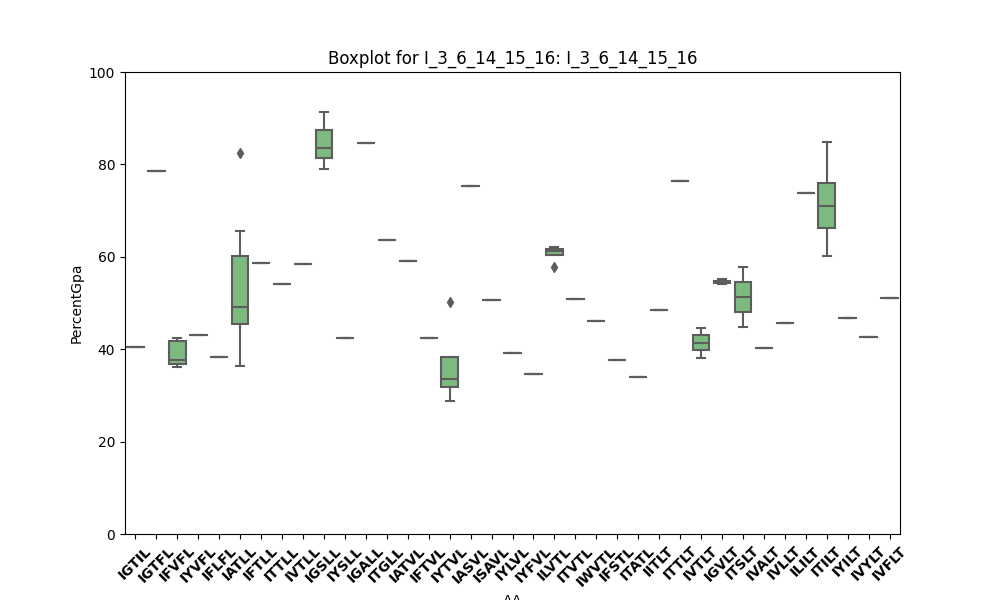 Boxplot for I_3_6_14_15_16: I_3_6_14_15_16
PercentGpa
100
80
60
40
20
0
IGTIL
IGTFL
IFVFL
IYVFL
IFLFL
IATLL
IFTLL
ITTLL
IVTLL
IGSLL
IYSLL
IGALL
ITGLL
IATVL
IFTVL
IYTVL
IASVL
ISAVL
IYLVL
IYFVL
ILVTL
ITVTL
IWVTL
IFSTL
ITATL
IITLT
ITTLT
IVTLT
IGVLT
ITSLT
IVALT
IVLLT
ILILT
ITILT
IYILT
IVYLT
IVFLT
AA